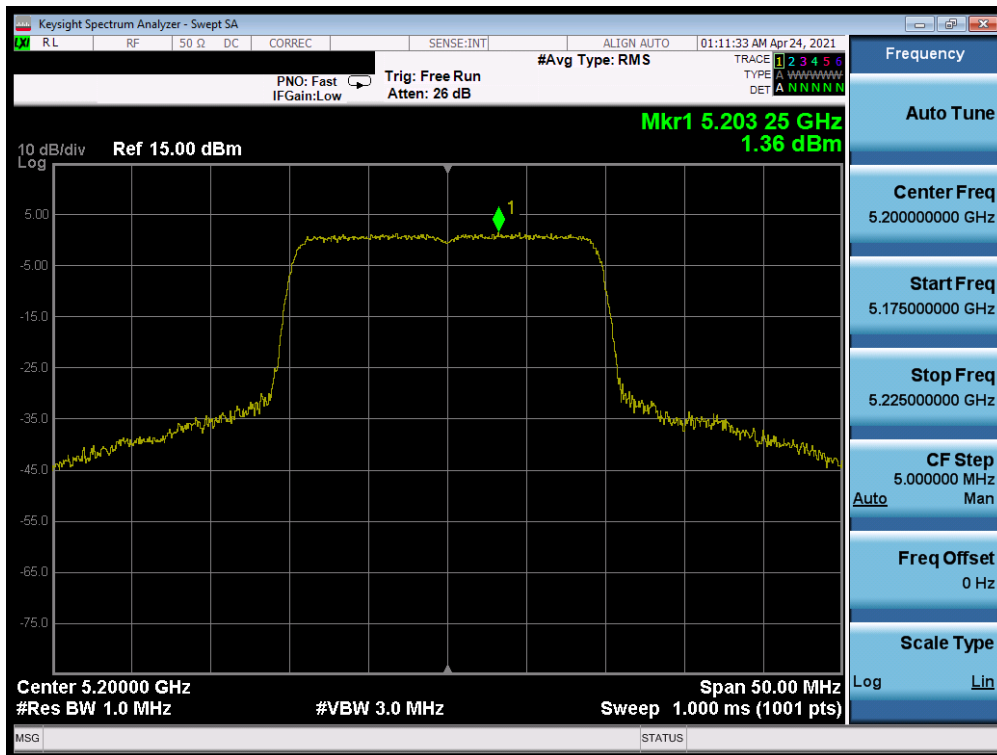 Keysight Spectrum Analyzer - Swept SA
LXI RL RF 50 Ω DC CORREC SENSE:INT ALIGN AUTO 01:11:33 AM Apr 24, 2021
PNO: Fast
IFGain:Low
Trig: Free Run
Atten: 26 dB
#Avg Type: RMS
TRACE 1 2 3 4 5 6
TYPE A WWWWW
DET A N N N N N
Mkr1 5.203 25 GHz
1.36 dBm
10 dB/div Ref 15.00 dBm
Log
1
5.00
-5.00
-15.0
-25.0
-35.0
-45.0
-55.0
-65.0
-75.0
Center 5.20000 GHz Span 50.00 MHz
#Res BW 1.0 MHz #VBW 3.0 MHz Sweep 1.000 ms (1001 pts)
MSG STATUS
Frequency
Auto Tune
Center Freq
5.200000000 GHz
Start Freq
5.175000000 GHz
Stop Freq
5.225000000 GHz
CF Step
5.000000 MHz
Auto Man
Freq Offset
0 Hz
Scale Type
Log Lin